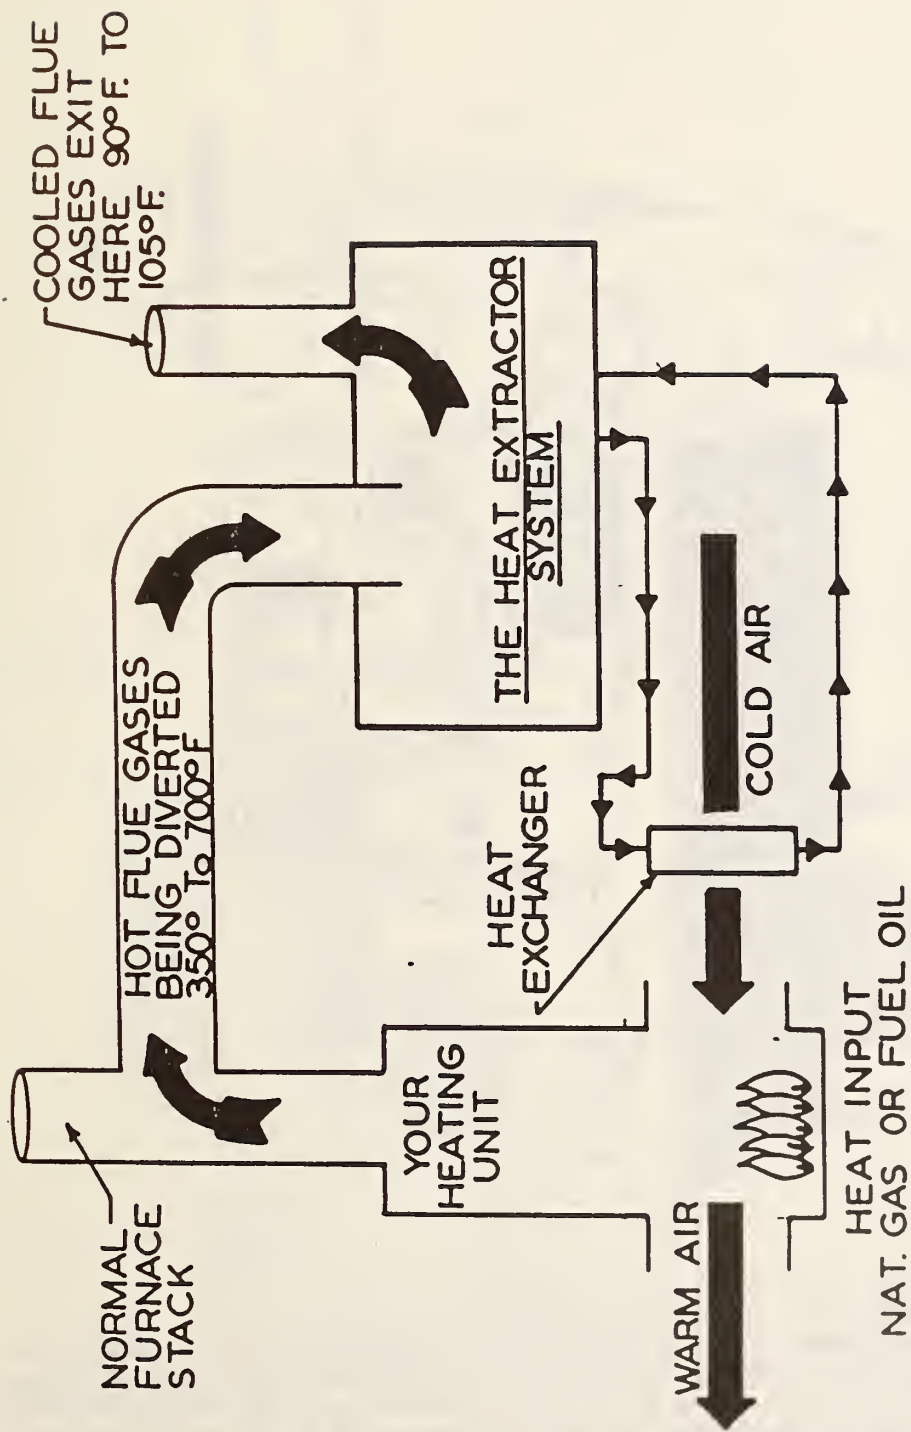 NORMAL
FURNACE
STACK
HOT FLUE GASES
BEING DIVERTED
350° To 700°F
COOLED FLUE
GASES EXIT
HERE 90°F. TO
105°F.
YOUR
HEATING
UNIT
HEAT
EXCHANGER
THE HEAT EXTRACTOR
SYSTEM
WARM AIR
COLD AIR
HEAT INPUT
NAT. GAS OR FUEL OIL